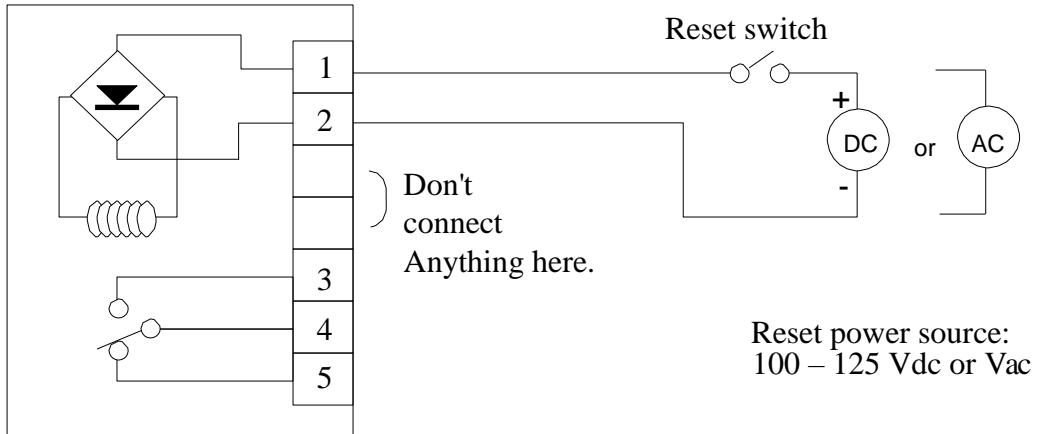 Reset switch
1
2
+
DC
-
or
AC
Don't
connect
Anything here.
3
4
5
Reset power source:
100 – 125 Vdc or Vac